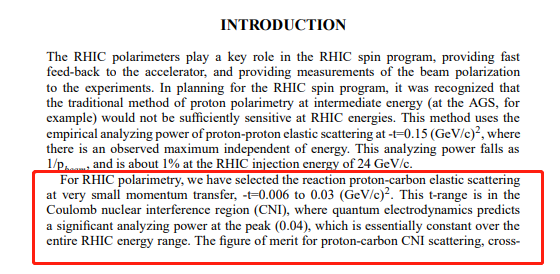 INTRODUCTION
The RHIC polarimeters play a key role in the RHIC spin program, providing fast
feed-back to the accelerator, and providing measurements of the beam polarization
to the experiments. In planning for the RHIC spin program, it was recognized that
the traditional method of proton polarimetry at intermediate energy (at the AGS, for
example) would not be sufficiently sensitive at RHIC energies. This method uses the
empirical analyzing power of proton-proton elastic scattering at -t=0.15 (GeV/c)², where
there is an observed maximum independent of energy. This analyzing power falls as
1/p_beam, and is about 1% at the RHIC injection energy of 24 GeV/c.
For RHIC polarimetry, we have selected the reaction proton-carbon elastic scattering
at very small momentum transfer, -t=0.006 to 0.03 (GeV/c)². This t-range is in the
Coulomb nuclear interference region (CNI), where quantum electrodynamics predicts
a significant analyzing power at the peak (0.04), which is essentially constant over the
entire RHIC energy range. The figure of merit for proton-carbon CNI scattering, cross-